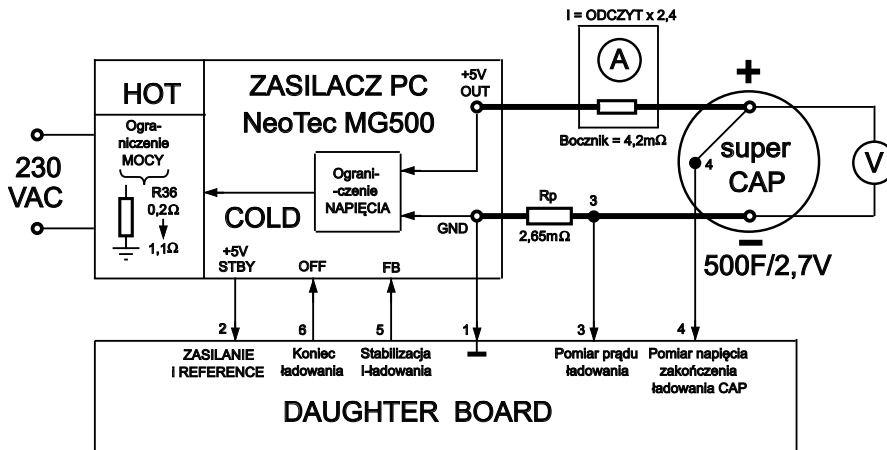 I = ODCZYT x 2,4
A
Bocznik = 4,2mΩ
HOT
ZASILACZ PC
NeoTec MG500
+5V
OUT
Ogra-
niczenie
MOCY
R36
0,2Ω
1,1Ω
230
VAC
Ograni-
-czenie
NAPIĘCIA
COLD
GND
Rp
2,65mΩ
3
+
4
super
CAP
V
–
500F/2,7V
+5V
STBY
OFF
FB
2
6
5
1
3
4
ZASILANIE
I REFERENCE
Koniec
ładowania
Stabilizacja
i-ładowania
Pomiar prądu
ładowania
Pomiar napięcia
zakończenia
ładowania CAP
DAUGHTER BOARD